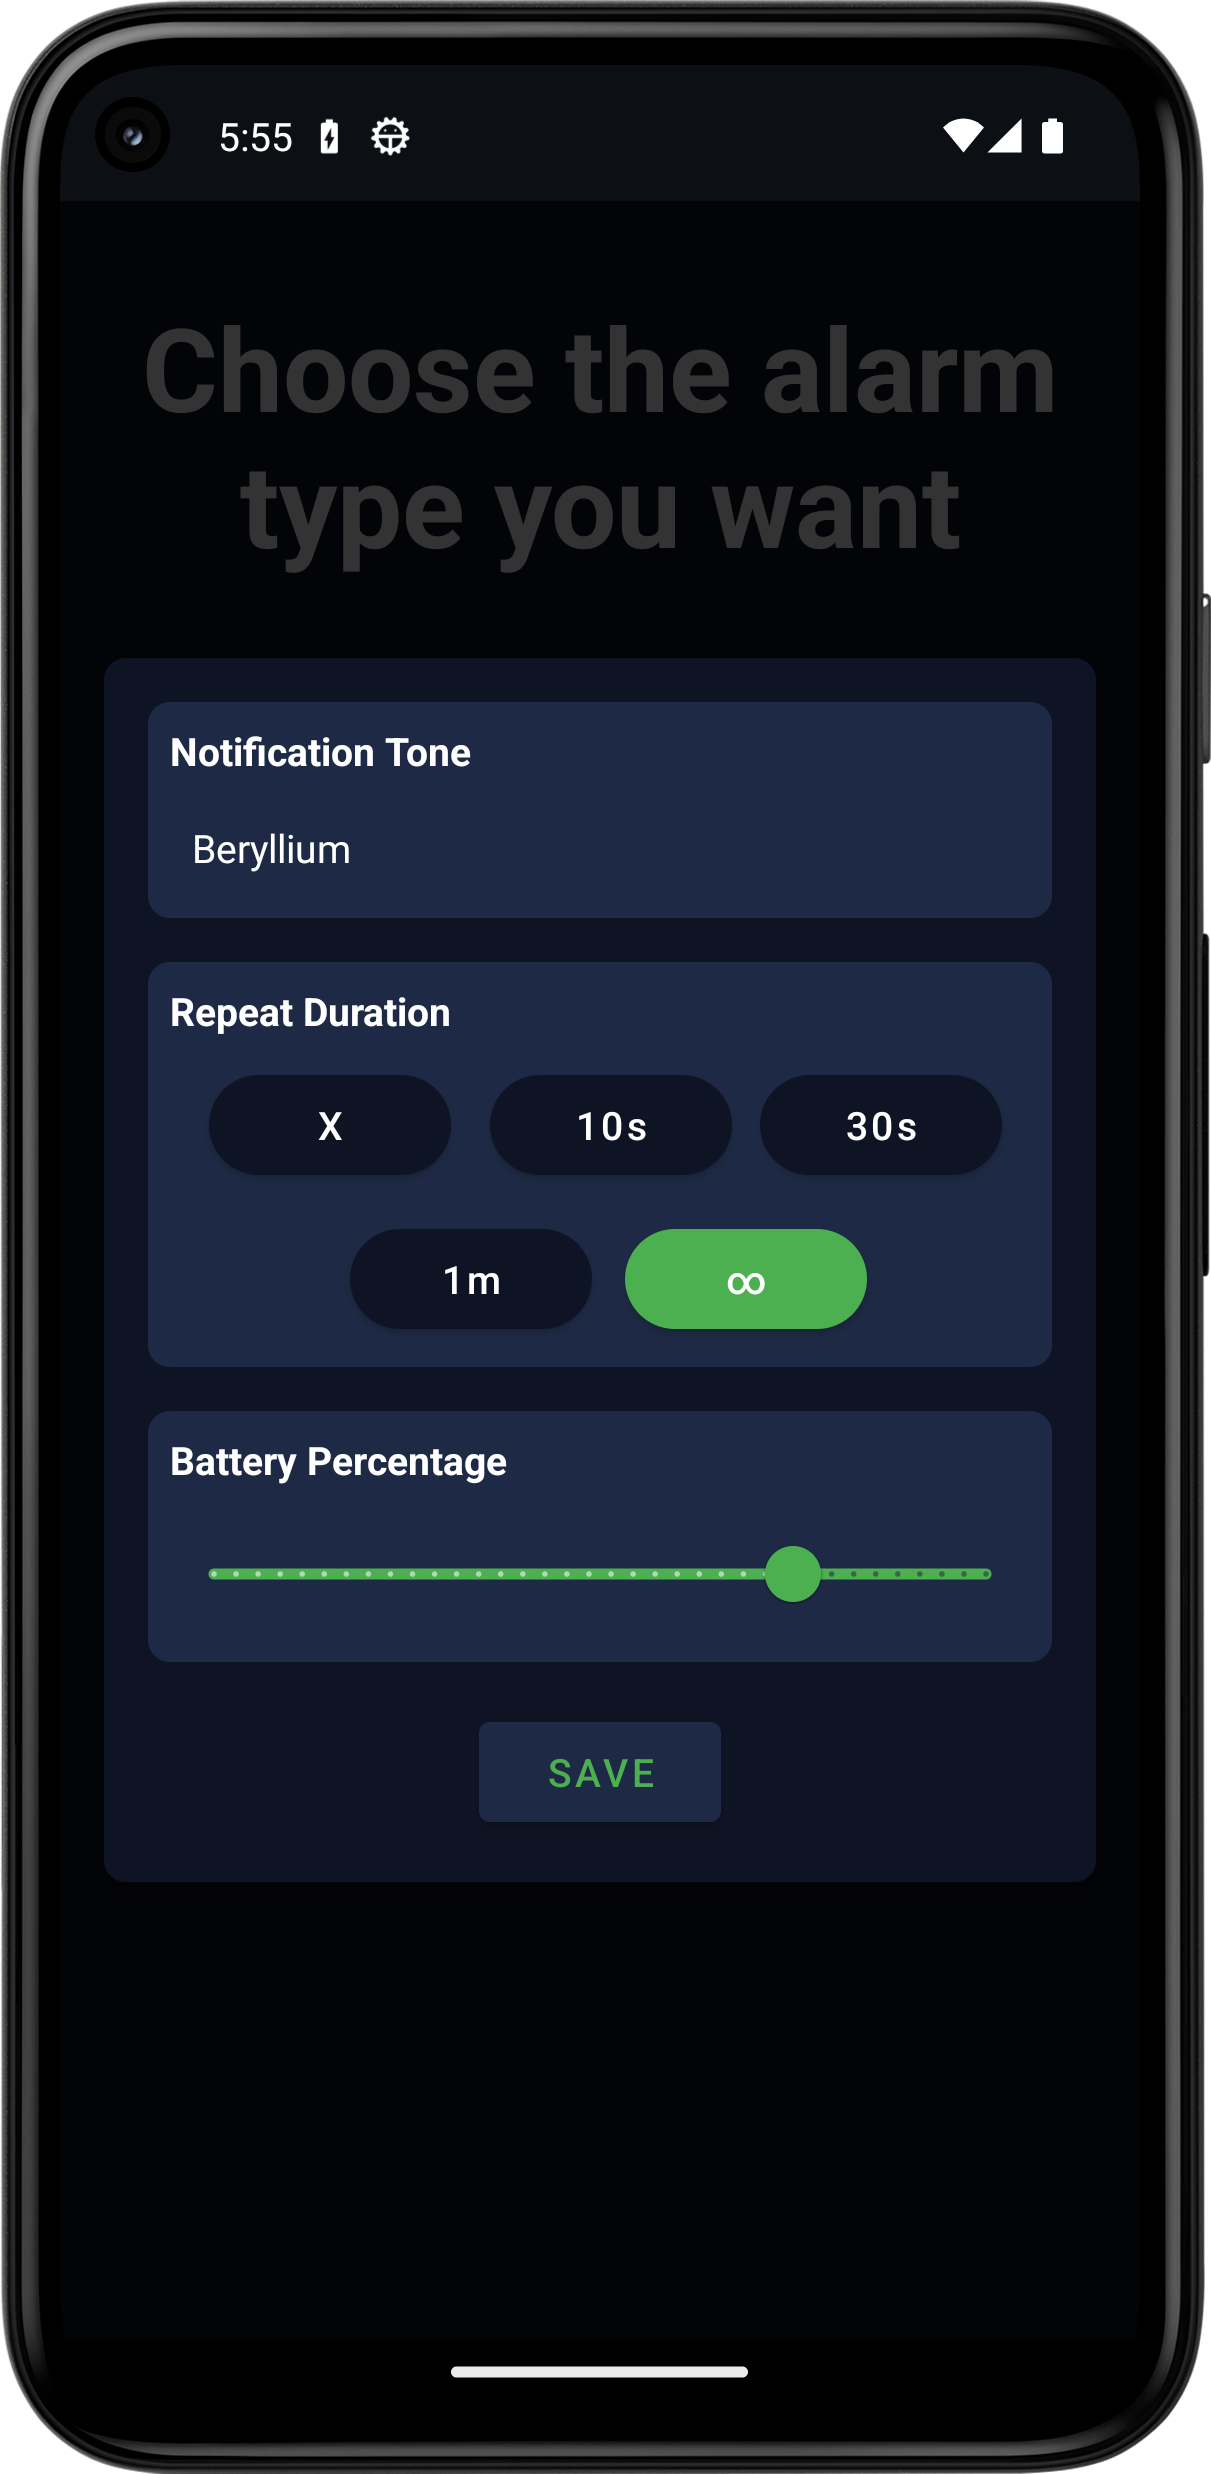 5:55
Choose the alarm
type you want
Notification Tone
Beryllium
Repeat Duration
X 10s 30s
1m ∞
Battery Percentage
SAVE